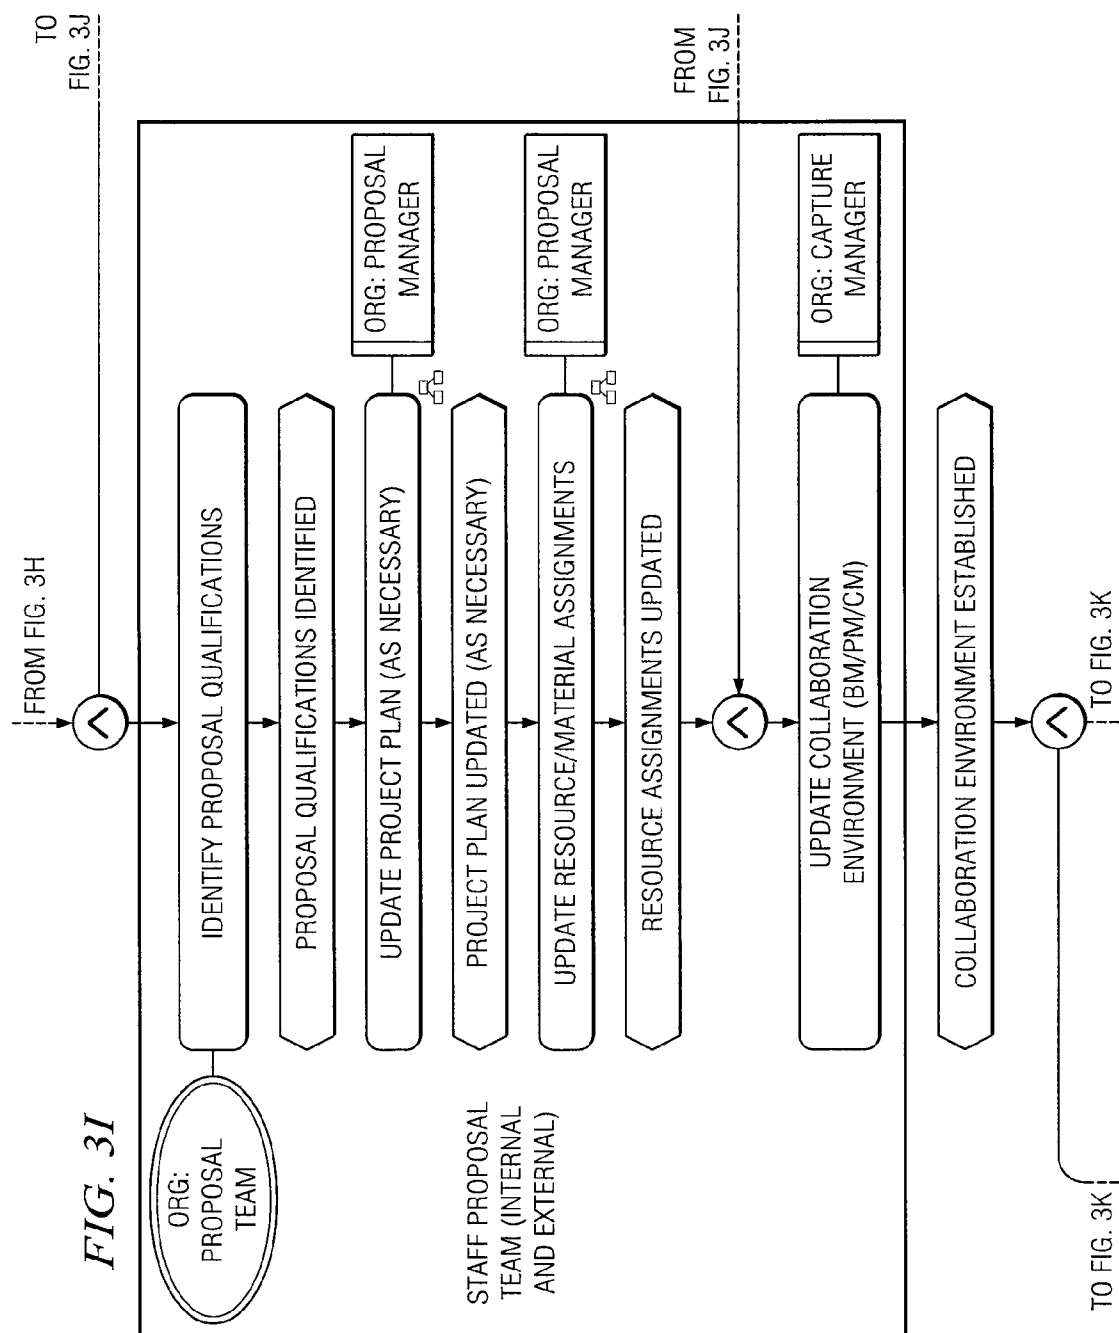 FIG. 3I
FROM FIG. 3H
TO
FIG. 3J
ORG:
PROPOSAL
TEAM
IDENTIFY PROPOSAL QUALIFICATIONS
PROPOSAL QUALIFICATIONS IDENTIFIED
UPDATE PROJECT PLAN (AS NECESSARY)
ORG: PROPOSAL
MANAGER
PROJECT PLAN UPDATED (AS NECESSARY)
STAFF PROPOSAL
TEAM (INTERNAL
AND EXTERNAL)
UPDATE RESOURCE/MATERIAL ASSIGNMENTS
ORG: PROPOSAL
MANAGER
RESOURCE ASSIGNMENTS UPDATED
FROM
FIG. 3J
UPDATE COLLABORATION
ENVIRONMENT (BM/PM/CM)
ORG: CAPTURE
MANAGER
COLLABORATION ENVIRONMENT ESTABLISHED
TO FIG. 3K
TO FIG. 3K